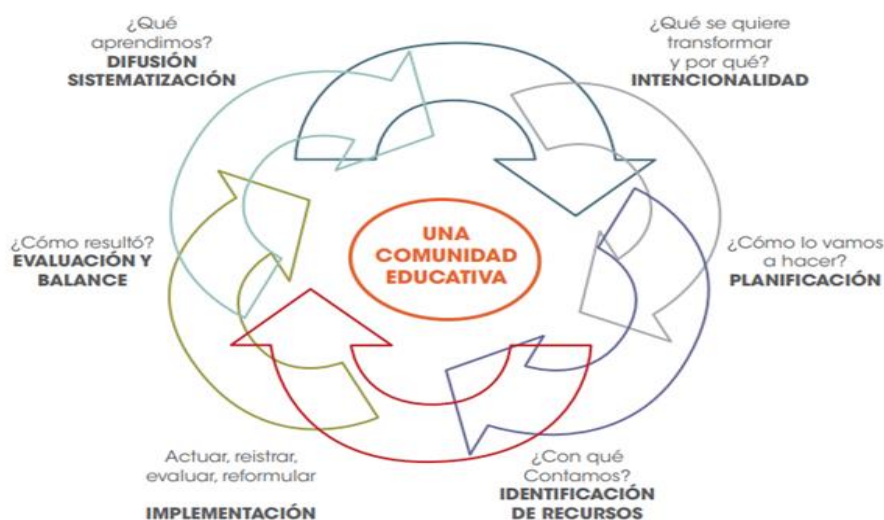 ¿Qué
aprendimos?
DIFUSIÓN
SISTEMATIZACIÓN
¿Qué se quiere
transformar
y por qué?
INTENCIONALIDAD
UNA
COMUNIDAD
EDUCATIVA
¿Cómo resultó?
EVALUACIÓN Y
BALANCE
¿Cómo lo vamos
a hacer?
PLANIFICACIÓN
Actuar, reistrar,
evaluar, reformular
IMPLEMENTACIÓN
¿Con qué
Contamos?
IDENTIFICACIÓN
DE RECURSOS